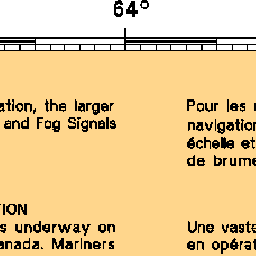 64°
ation, the larger
and Fog Signals
TION
s underway on
anada. Mariners
Pour les
navigation
échelle et
de brume
Une vaste
en opérat